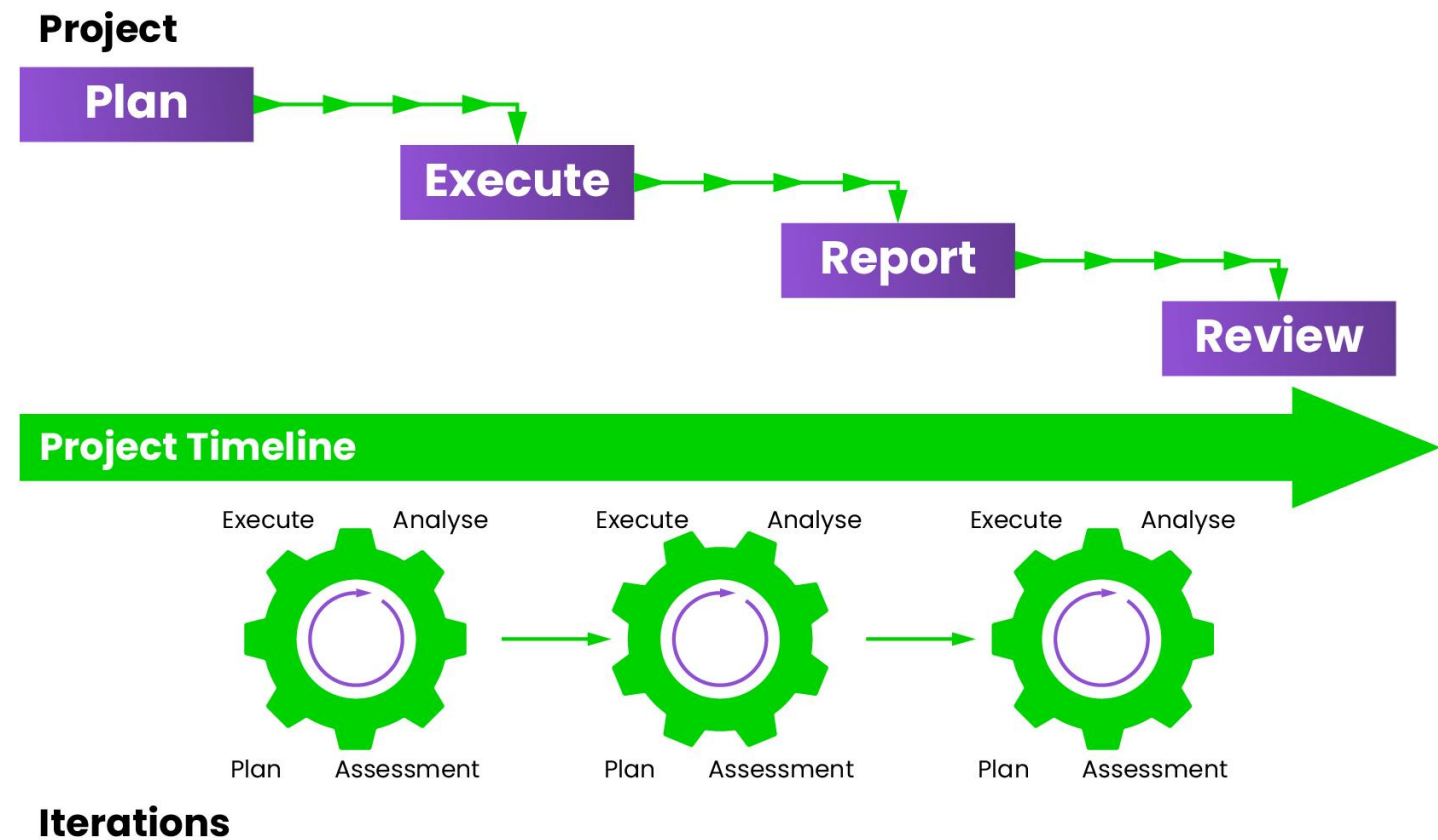 Project
Plan
Execute
Report
Review
Project Timeline
Execute Analyse Execute Analyse Execute Analyse
Plan Assessment Plan Assessment Plan Assessment
Iterations